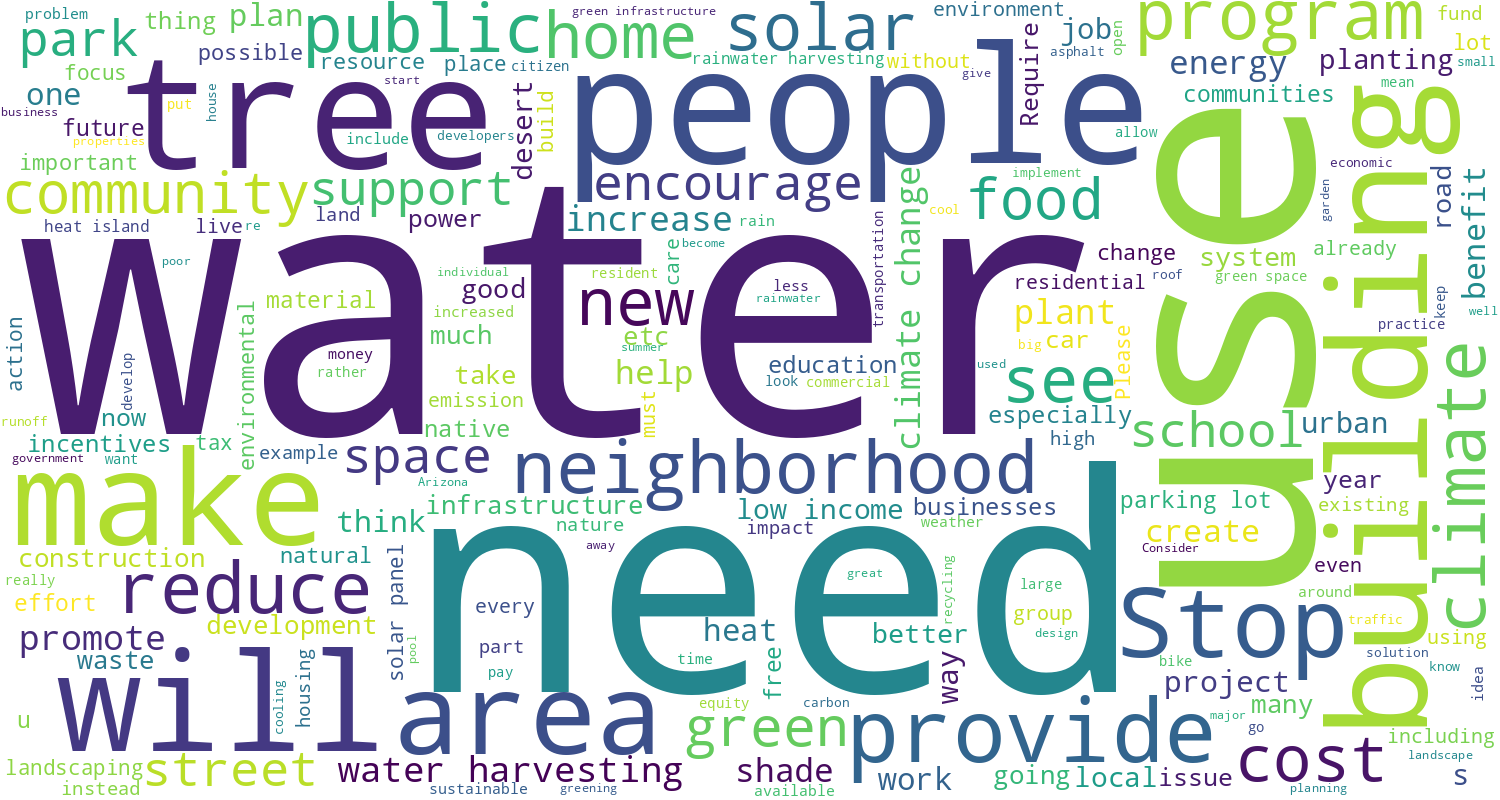 problem
thing
plan
public
green infrastructure
home
solar
environment
job
open
program
fund
park
possible
resource
place
citizen
rainwater harvesting
without
asphalt
lot
small
focus
start
give
Require
energy
planting
mean
one
put
house
tree
desert
build
people
communities
business
future
include
developers
allow
properties
important
economic
community
support
encourage
food
implement
use
building
garden
road
benefit
heat island
land
live
re
power
increase
rain
cool
change
system
already
poor
water
individual
care
become
transportation
climate change
residential
roof
green space
material
good
resident
less
rainwater
new
increased
plant
keep
well
action
environmental
money
much
etc
summer
big
car
Please
practice
develop
rather
take
help
education
look
commercial
used
see
climate
now
emission
must
native
especially
runoff
incentives
tax
example
high
school
urban
government
want
space
neighborhood
Arizona
make
infrastructure
low income
businesses
parking lot
year
existing
think
nature
impact
weather
create
construction
natural
away
Consider
even
really
reduce
solar panel
need
great
recycling
large
around
effort
every
group
Stop
traffic
development
heat
better
design
using
promote
part
waste
pool
time
free
way
bike
solution
know
pay
project
idea
will
cooling
housing
area
equity
carbon
many
u
green
provide
major
go
including
landscaping
street
water harvesting
shade
cost
landscape
instead
sustainable
greening
available
work
going
local
issue
planning
s